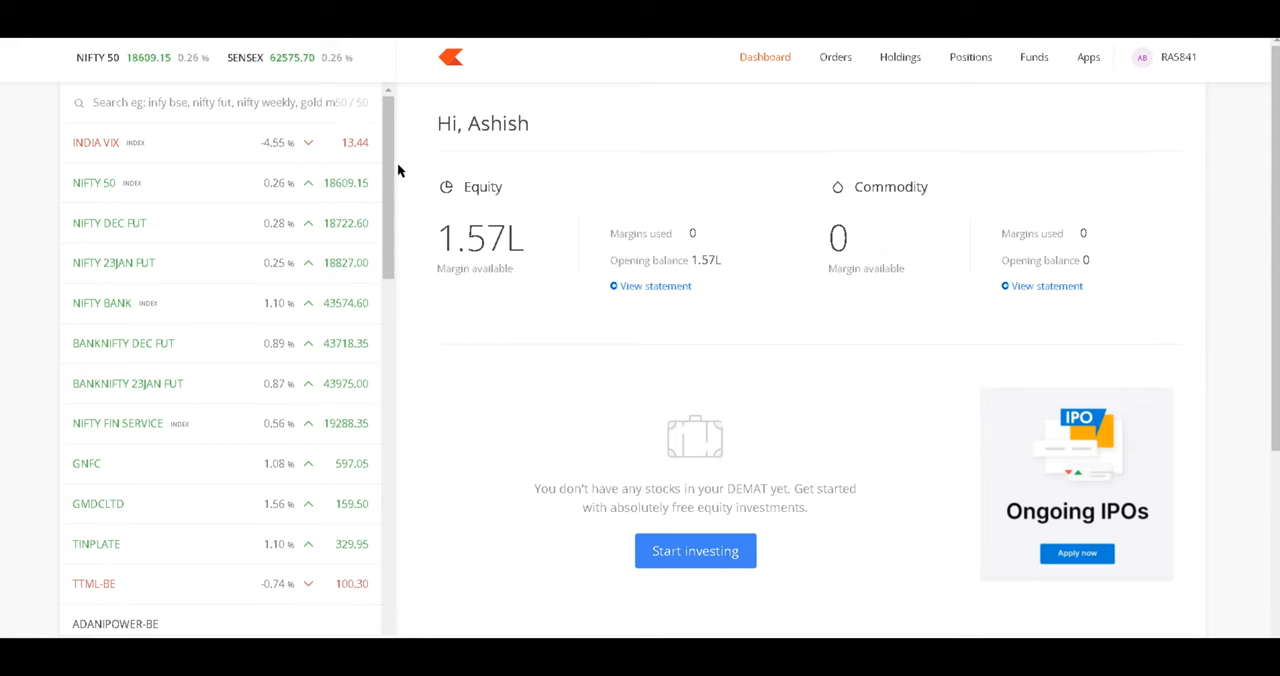 NIFTY 50 18609.15 0.26 % SENSEX 62575.70 0.26 %
Dashboard Orders Holdings Positions Funds Apps AB RA5841
Search eg: infy bse, nifty fut, nifty weekly, gold m 50 / 50
INDIA VIX INDEX -4.55 % 13.44
NIFTY 50 INDEX 0.26 % 18609.15
NIFTY DEC FUT 0.28 % 18722.60
NIFTY 23JAN FUT 0.25 % 18827.00
NIFTY BANK INDEX 1.10 % 43574.60
BANKNIFTY DEC FUT 0.89 % 43718.35
BANKNIFTY 23JAN FUT 0.87 % 43975.00
NIFTY FIN SERVICE INDEX 0.56 % 19288.35
GNFC 1.08 % 597.05
GMDCLTD 1.56 % 159.50
TINPLATE 1.10 % 329.95
TTML-BE -0.74 % 100.30
ADANIPOWER-BE
Hi, Ashish
Equity
1.57L
Margin available
Margins used 0
Opening balance 1.57L
View statement
Commodity
0
Margin available
Margins used 0
Opening balance 0
View statement
You don't have any stocks in your DEMAT yet. Get started
with absolutely free equity investments.
Start investing
IPO
Ongoing IPOs
Apply now